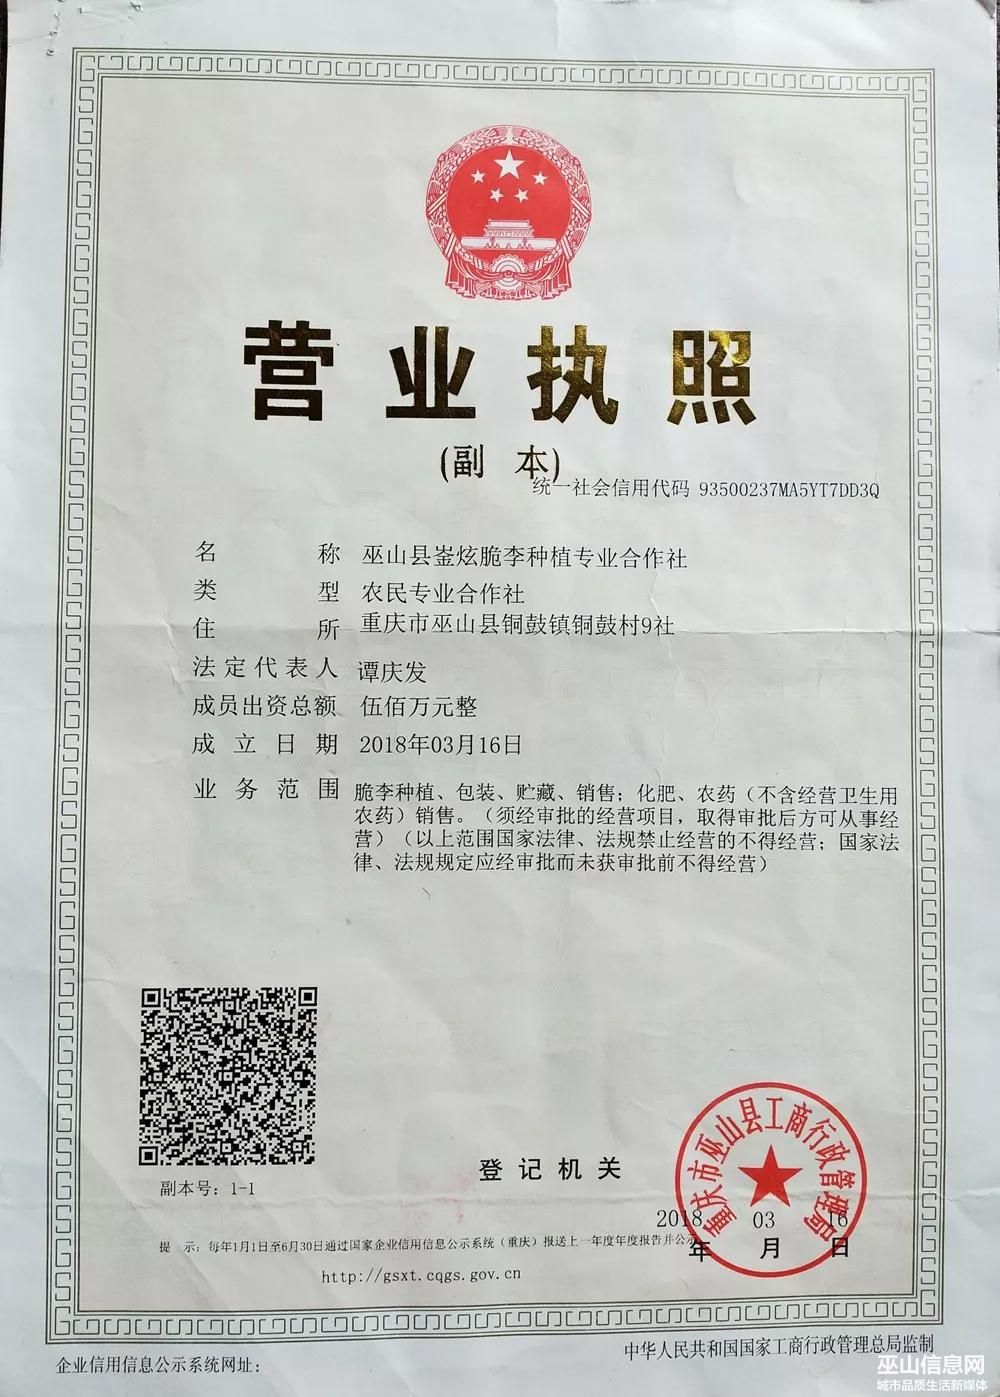 营业执照
(副 本)
统一社会信用代码 93500237MA5YT7DD3Q
名 称 巫山县崟炫脆李种植专业合作社
类 型 农民专业合作社
住 所 重庆市巫山县铜鼓镇铜鼓村9社
法定代表人 谭庆发
成员出资总额 伍佰万元整
成立日期 2018年03月16日
业务范围 脆李种植、包装、贮藏、销售；化肥、农药（不含经营卫生用
农药）销售。（须经审批的经营项目，取得审批后方可从事经
营）（以上范围国家法律、法规禁止经营的不得经营；国家法
律、法规规定应经审批而未获审批前不得经营）
副本号：1-1
登记机关
重庆市巫山县工商行政管理局
2018 03 16
年 月 日
提 示：每年1月1日至6月30日通过国家企业信用信息公示系统（重庆）报送上一年度年度报告并公示
http://gsxt.cqgs.gov.cn
企业信用信息公示系统网址：
中华人民共和国国家工商行政管理总局监制
巫山信息网
城市品质生活新媒体